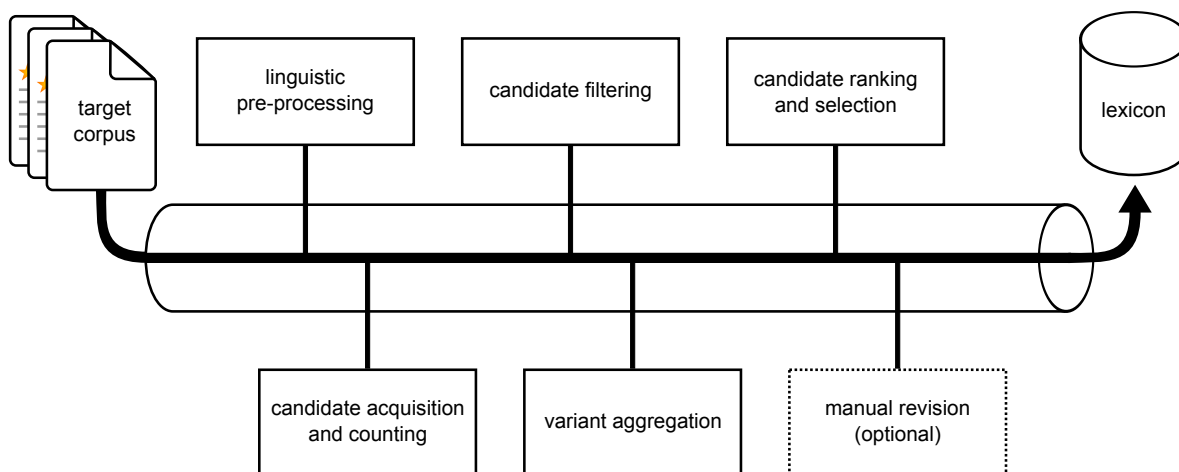 target
corpus
linguistic
pre-processing
candidate filtering
candidate ranking
and selection
lexicon
candidate acquisition
and counting
variant aggregation
manual revision
(optional)